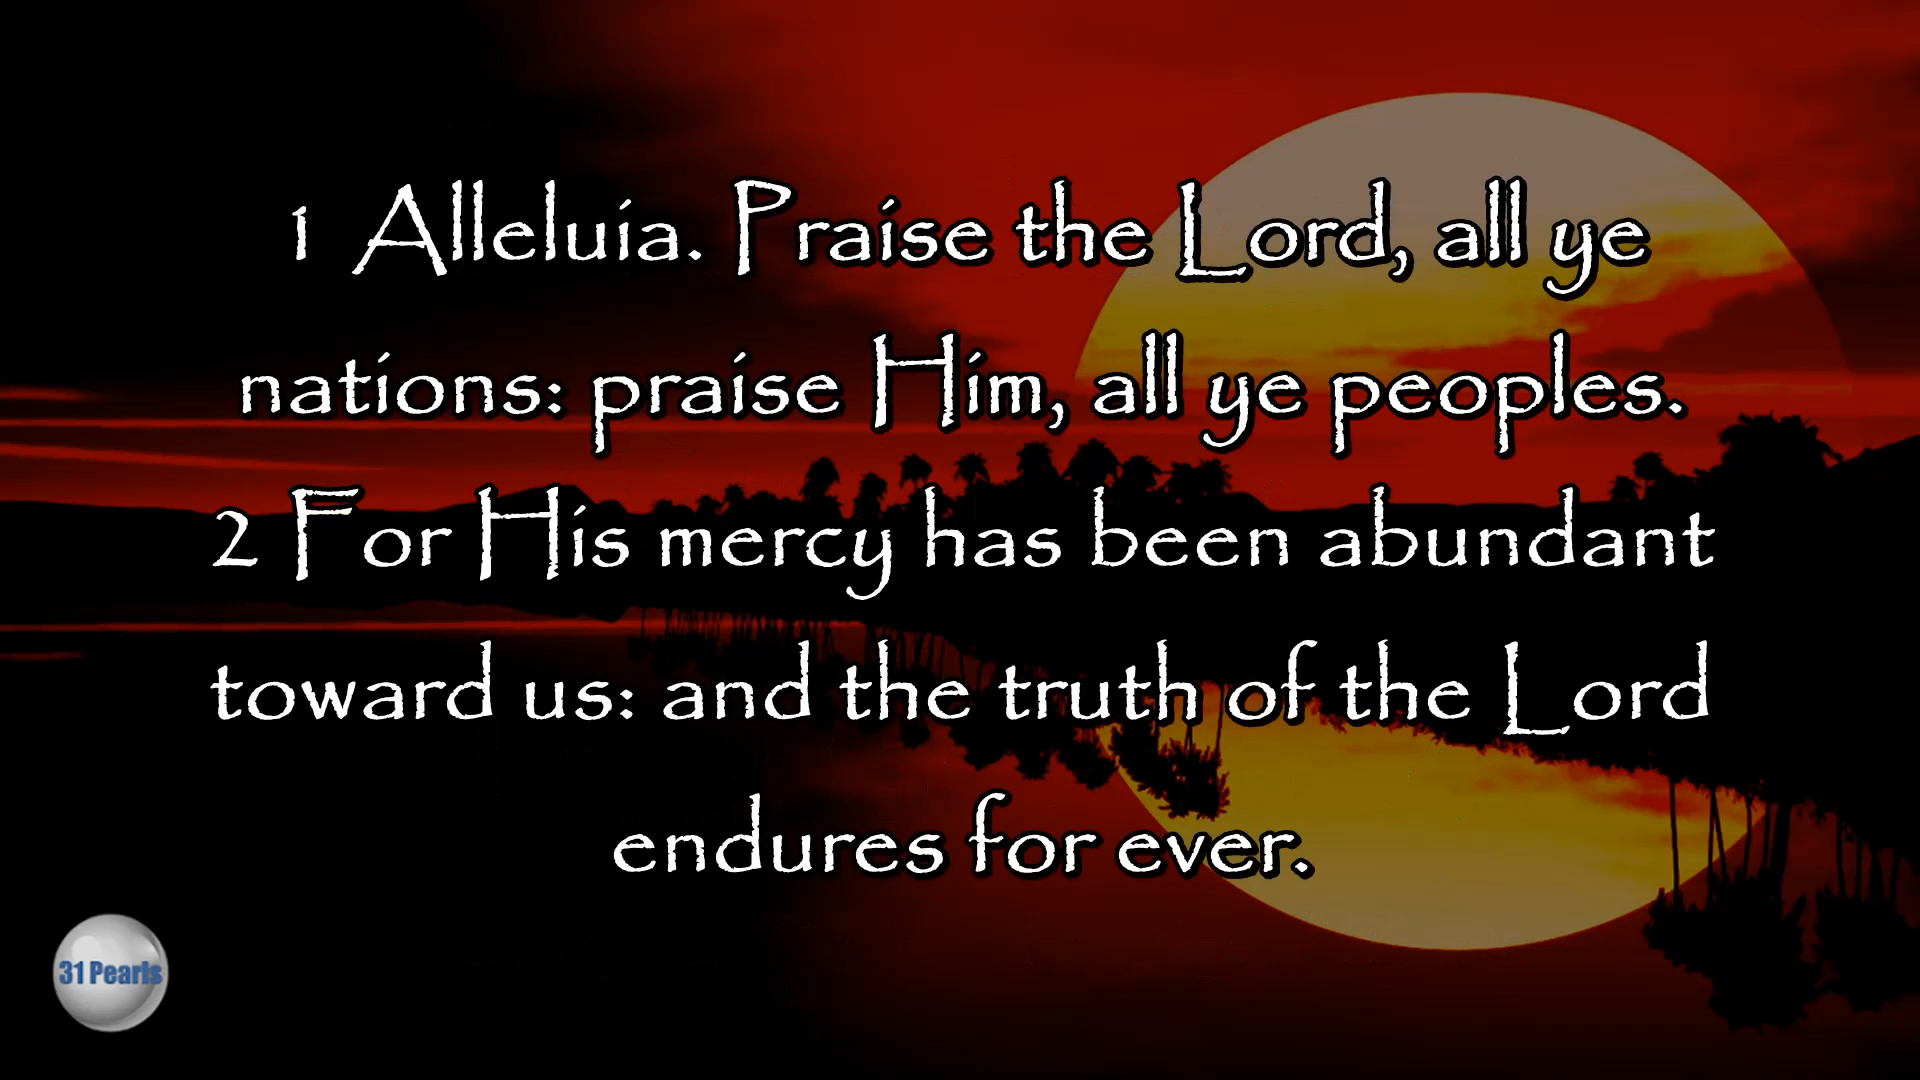 1 Alleluia. Praise the Lord, all ye
nations: praise Him, all ye peoples.
2 For His mercy has been abundant
toward us: and the truth of the Lord
endures for ever.
31 Pearls